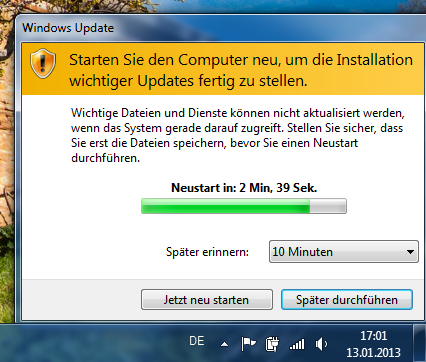 Windows Update
Starten Sie den Computer neu, um die Installation
wichtiger Updates fertig zu stellen.
Wichtige Dateien und Dienste können nicht aktualisiert werden,
wenn das System gerade darauf zugreift. Stellen Sie sicher, dass
Sie erst die Dateien speichern, bevor Sie einen Neustart
durchführen.
Neustart in: 2 Min, 39 Sek.
Später erinnern:
10 Minuten
Jetzt neu starten
Später durchführen
DE
17:01
13.01.2013